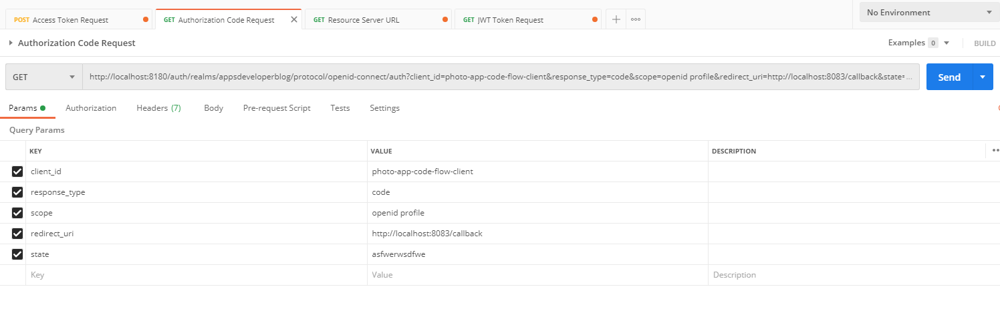 POST Access Token Request GET Authorization Code Request GET Resource Server URL GET JWT Token Request No Environment
Authorization Code Request Examples 0 BUILD
GET http://localhost:8180/auth/realms/appsdeveloperblog/protocol/openid-connect/auth?client_id=photo-app-code-flow-client&response_type=code&scope=openid profile&redirect_uri=http://localhost:8083/callback&state=... Send
Params Authorization Headers (7) Body Pre-request Script Tests Settings
Query Params
KEY VALUE DESCRIPTION
client_id photo-app-code-flow-client
response_type code
scope openid profile
redirect_uri http://localhost:8083/callback
state asfwerwsdfwe
Key Value Description